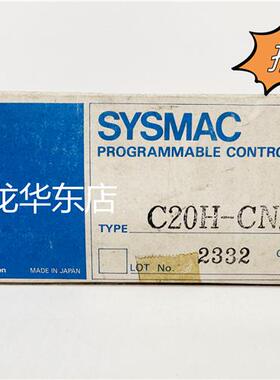 SYSMAC
PROGRAMMABLE CONTRO
龙华东店
TYPE C20H-CN
LOT No. 2332
MADE IN JAPAN